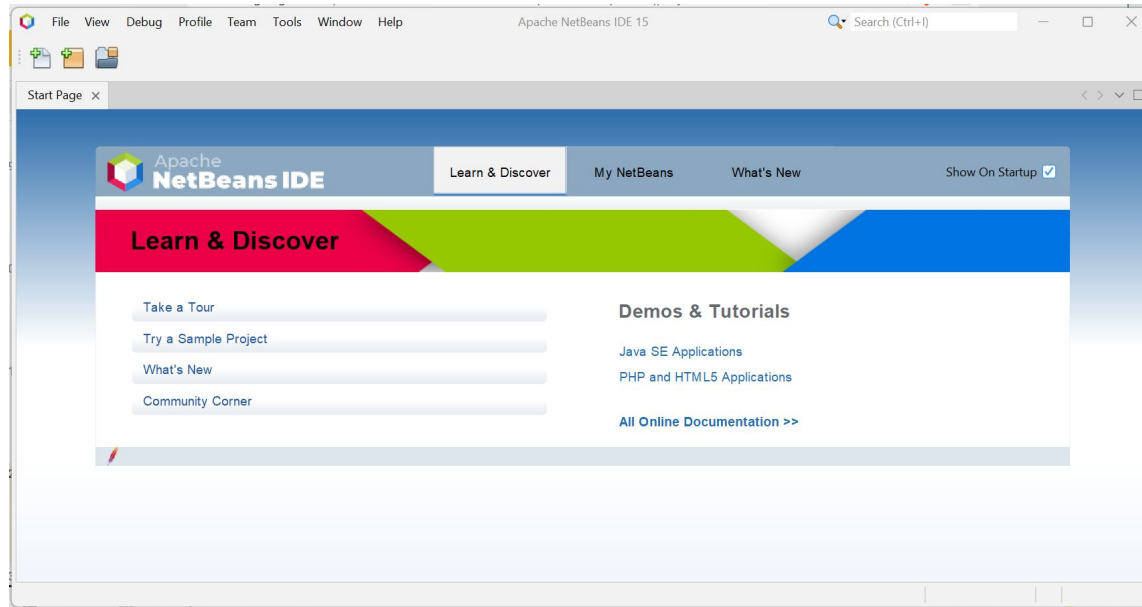 File View Debug Profile Team Tools Window Help Apache NetBeans IDE 15 Search (Ctrl+I)
Start Page
Apache
NetBeans IDE
Learn & Discover My NetBeans What's New Show On Startup
Learn & Discover
Take a Tour
Try a Sample Project
What's New
Community Corner
Demos & Tutorials
Java SE Applications
PHP and HTML5 Applications
All Online Documentation >>